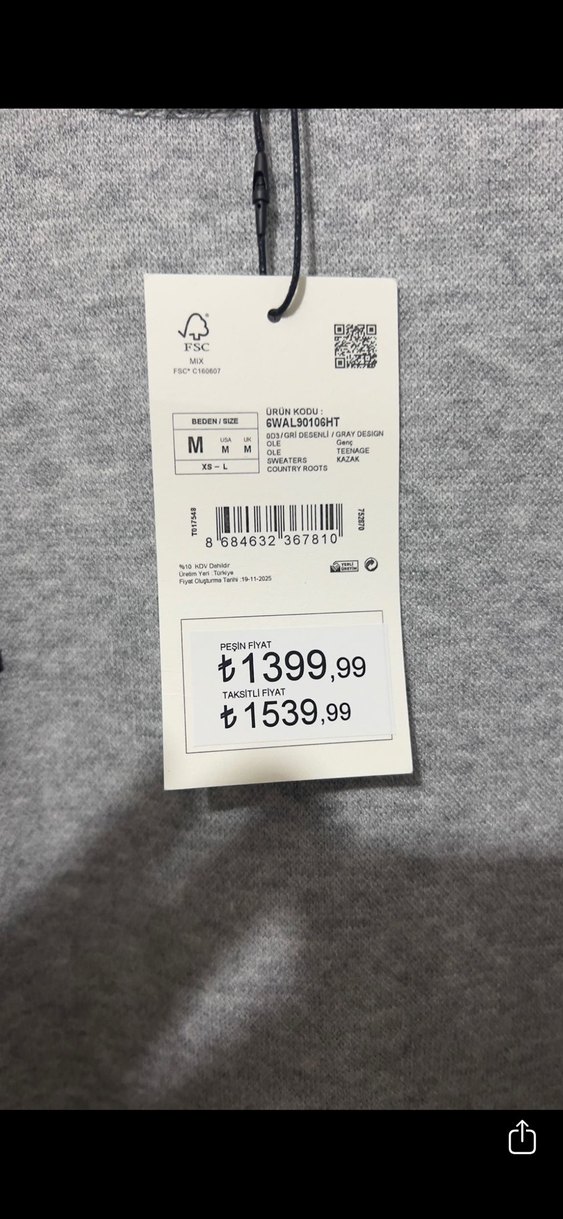 FSC®
MIX
FSC® C160607
BEDEN / SIZE
M
USA
M
UK
M
XS – L
ÜRÜN KODU :
6WAL90106HT
0D3/GRİ DESENLİ / GRAY DESIGN
OLE Genç
OLE TEENAGE
SWEATERS KAZAK
COUNTRY ROOTS
T017548
8 684632 367810
752870
%10 KDV Dahildir
Üretim Yeri :Türkiye
Fiyat Oluşturma Tarihi :19-11-2025
YERLİ ÜRETİM
PEŞİN FİYAT
₺1399,99
TAKSİTLİ FİYAT
₺1539,99